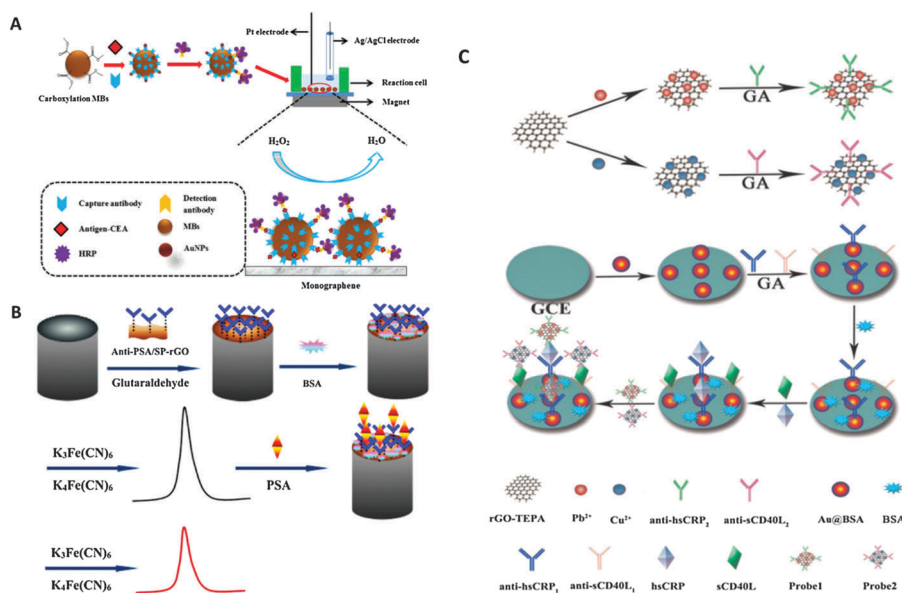 A
Pt electrode
Ag/AgCl electrode
Carboxylation MBs
Reaction cell
Magnet
H₂O₂
H₂O
Capture antibody
Detection antibody
Antigen-CEA
MBs
HRP
AuNPs
Monographene
B
Anti-PSA/SP-rGO
Glutaraldehyde
BSA
K₃Fe(CN)₆
K₄Fe(CN)₆
PSA
K₃Fe(CN)₆
K₄Fe(CN)₆
C
GA
GA
GCE
GA
rGO-TEPA
Pb²⁺
Cu²⁺
anti-hsCRP₂
anti-sCD40L₂
Au@BSA
BSA
anti-hsCRP₁
anti-sCD40L₁
hsCRP
sCD40L
Probe1
Probe2